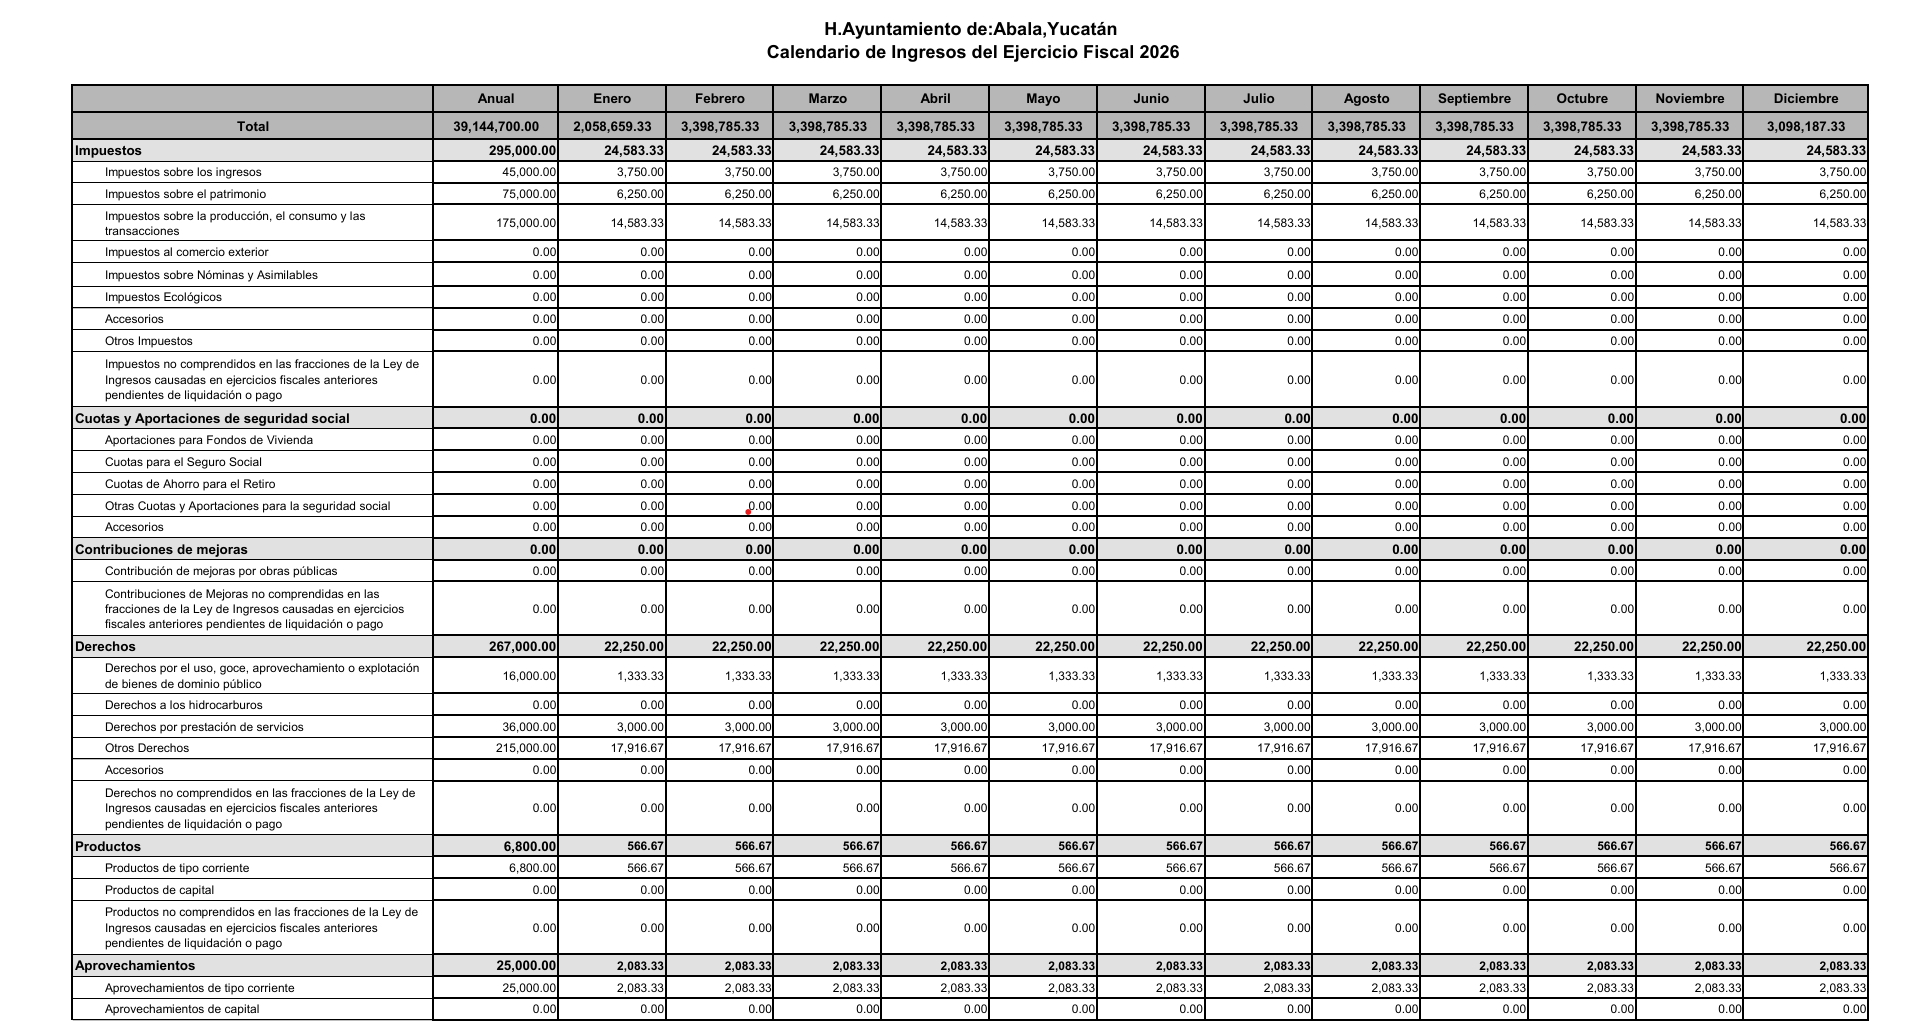 H.Ayuntamiento de:Abala,Yucatán
Calendario de Ingresos del Ejercicio Fiscal 2026
Anual Enero Febrero Marzo Abril Mayo Junio Julio Agosto Septiembre Octubre Noviembre Diciembre
Total 39,144,700.00 2,058,659.33 3,398,785.33 3,398,785.33 3,398,785.33 3,398,785.33 3,398,785.33 3,398,785.33 3,398,785.33 3,398,785.33 3,398,785.33 3,398,785.33 3,098,187.33
Impuestos 295,000.00 24,583.33 24,583.33 24,583.33 24,583.33 24,583.33 24,583.33 24,583.33 24,583.33 24,583.33 24,583.33 24,583.33 24,583.33
Impuestos sobre los ingresos 45,000.00 3,750.00 3,750.00 3,750.00 3,750.00 3,750.00 3,750.00 3,750.00 3,750.00 3,750.00 3,750.00 3,750.00 3,750.00
Impuestos sobre el patrimonio 75,000.00 6,250.00 6,250.00 6,250.00 6,250.00 6,250.00 6,250.00 6,250.00 6,250.00 6,250.00 6,250.00 6,250.00 6,250.00
Impuestos sobre la producción, el consumo y las
transacciones 175,000.00 14,583.33 14,583.33 14,583.33 14,583.33 14,583.33 14,583.33 14,583.33 14,583.33 14,583.33 14,583.33 14,583.33 14,583.33
Impuestos al comercio exterior 0.00 0.00 0.00 0.00 0.00 0.00 0.00 0.00 0.00 0.00 0.00 0.00 0.00
Impuestos sobre Nóminas y Asimilables 0.00 0.00 0.00 0.00 0.00 0.00 0.00 0.00 0.00 0.00 0.00 0.00 0.00
Impuestos Ecológicos 0.00 0.00 0.00 0.00 0.00 0.00 0.00 0.00 0.00 0.00 0.00 0.00 0.00
Accesorios 0.00 0.00 0.00 0.00 0.00 0.00 0.00 0.00 0.00 0.00 0.00 0.00 0.00
Otros Impuestos 0.00 0.00 0.00 0.00 0.00 0.00 0.00 0.00 0.00 0.00 0.00 0.00 0.00
Impuestos no comprendidos en las fracciones de la Ley de
Ingresos causadas en ejercicios fiscales anteriores 0.00 0.00 0.00 0.00 0.00 0.00 0.00 0.00 0.00 0.00 0.00 0.00 0.00
pendientes de liquidación o pago
Cuotas y Aportaciones de seguridad social 0.00 0.00 0.00 0.00 0.00 0.00 0.00 0.00 0.00 0.00 0.00 0.00 0.00
Aportaciones para Fondos de Vivienda 0.00 0.00 0.00 0.00 0.00 0.00 0.00 0.00 0.00 0.00 0.00 0.00 0.00
Cuotas para el Seguro Social 0.00 0.00 0.00 0.00 0.00 0.00 0.00 0.00 0.00 0.00 0.00 0.00 0.00
Cuotas de Ahorro para el Retiro 0.00 0.00 0.00 0.00 0.00 0.00 0.00 0.00 0.00 0.00 0.00 0.00 0.00
Otras Cuotas y Aportaciones para la seguridad social 0.00 0.00 0.00 0.00 0.00 0.00 0.00 0.00 0.00 0.00 0.00 0.00 0.00
Accesorios 0.00 0.00 0.00 0.00 0.00 0.00 0.00 0.00 0.00 0.00 0.00 0.00 0.00
Contribuciones de mejoras 0.00 0.00 0.00 0.00 0.00 0.00 0.00 0.00 0.00 0.00 0.00 0.00 0.00
Contribución de mejoras por obras públicas 0.00 0.00 0.00 0.00 0.00 0.00 0.00 0.00 0.00 0.00 0.00 0.00 0.00
Contribuciones de Mejoras no comprendidas en las
fracciones de la Ley de Ingresos causadas en ejercicios 0.00 0.00 0.00 0.00 0.00 0.00 0.00 0.00 0.00 0.00 0.00 0.00 0.00
fiscales anteriores pendientes de liquidación o pago
Derechos 267,000.00 22,250.00 22,250.00 22,250.00 22,250.00 22,250.00 22,250.00 22,250.00 22,250.00 22,250.00 22,250.00 22,250.00 22,250.00
Derechos por el uso, goce, aprovechamiento o explotación
de bienes de dominio público 16,000.00 1,333.33 1,333.33 1,333.33 1,333.33 1,333.33 1,333.33 1,333.33 1,333.33 1,333.33 1,333.33 1,333.33 1,333.33
Derechos a los hidrocarburos 0.00 0.00 0.00 0.00 0.00 0.00 0.00 0.00 0.00 0.00 0.00 0.00 0.00
Derechos por prestación de servicios 36,000.00 3,000.00 3,000.00 3,000.00 3,000.00 3,000.00 3,000.00 3,000.00 3,000.00 3,000.00 3,000.00 3,000.00 3,000.00
Otros Derechos 215,000.00 17,916.67 17,916.67 17,916.67 17,916.67 17,916.67 17,916.67 17,916.67 17,916.67 17,916.67 17,916.67 17,916.67 17,916.67
Accesorios 0.00 0.00 0.00 0.00 0.00 0.00 0.00 0.00 0.00 0.00 0.00 0.00 0.00
Derechos no comprendidos en las fracciones de la Ley de
Ingresos causadas en ejercicios fiscales anteriores 0.00 0.00 0.00 0.00 0.00 0.00 0.00 0.00 0.00 0.00 0.00 0.00 0.00
pendientes de liquidación o pago
Productos 6,800.00 566.67 566.67 566.67 566.67 566.67 566.67 566.67 566.67 566.67 566.67 566.67 566.67
Productos de tipo corriente 6,800.00 566.67 566.67 566.67 566.67 566.67 566.67 566.67 566.67 566.67 566.67 566.67 566.67
Productos de capital 0.00 0.00 0.00 0.00 0.00 0.00 0.00 0.00 0.00 0.00 0.00 0.00 0.00
Productos no comprendidos en las fracciones de la Ley de
Ingresos causadas en ejercicios fiscales anteriores 0.00 0.00 0.00 0.00 0.00 0.00 0.00 0.00 0.00 0.00 0.00 0.00 0.00
pendientes de liquidación o pago
Aprovechamientos 25,000.00 2,083.33 2,083.33 2,083.33 2,083.33 2,083.33 2,083.33 2,083.33 2,083.33 2,083.33 2,083.33 2,083.33 2,083.33
Aprovechamientos de tipo corriente 25,000.00 2,083.33 2,083.33 2,083.33 2,083.33 2,083.33 2,083.33 2,083.33 2,083.33 2,083.33 2,083.33 2,083.33 2,083.33
Aprovechamientos de capital 0.00 0.00 0.00 0.00 0.00 0.00 0.00 0.00 0.00 0.00 0.00 0.00 0.00